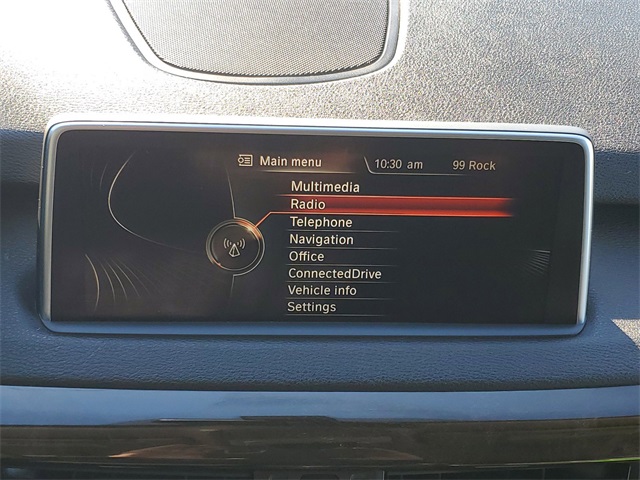 Main menu 10:30 am 99 Rock
Multimedia
Radio
Telephone
Navigation
Office
ConnectedDrive
Vehicle info
Settings